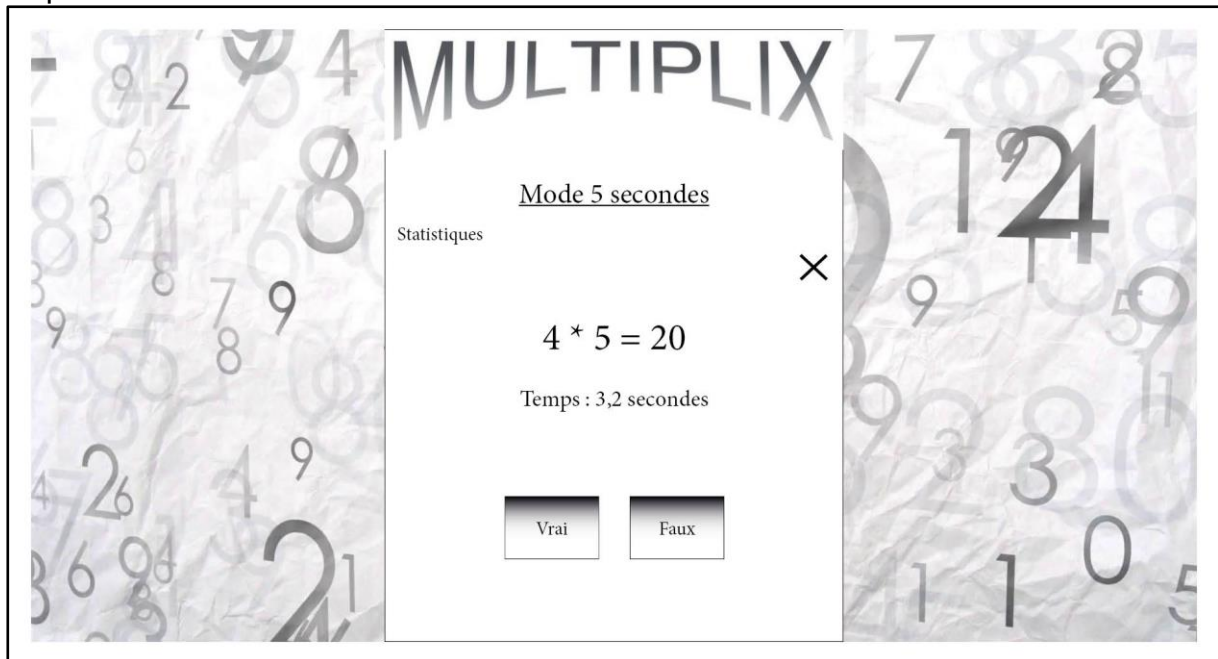 MULTIPLIX
Mode 5 secondes
Statistiques
4 * 5 = 20
Temps : 3,2 secondes
Vrai Faux